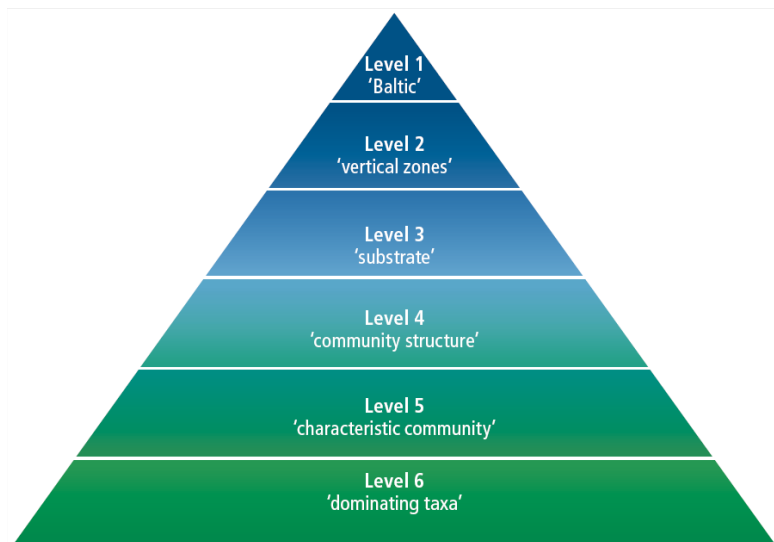 Level 1
‘Baltic’
Level 2
‘vertical zones’
Level 3
‘substrate’
Level 4
‘community structure’
Level 5
‘characteristic community’
Level 6
‘dominating taxa’